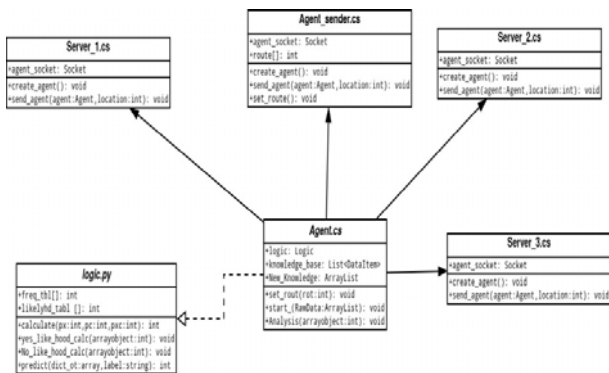 Server_1.cs
+agent_socket: Socket
+create_agent(): void
+send_agent(agent:Agent,location:int): void
Agent_sender.cs
+agent_socket: Socket
+route[]: int
+create_agent(): void
+send_agent(agent:Agent,location:int): void
+set_route(): void
Server_2.cs
+agent_socket: Socket
+create_agent(): void
+send_agent(agent:Agent,location:int): void
Agent.cs
+logic: Logic
+knowledge_base: List<DataItem>
+New_Knowledge: ArrayList
+set_rout(rot:int): void
+start_(RawData:ArrayList): void
+Analysis(arrayobject:int): void
Server_3.cs
+agent_socket: Socket
+create_agent(): void
+send_agent(agent:Agent,location:int): void
logic.py
+freq_tbl[]: int
+likelyhd_tabl []: int
+calculate(px:int,pc:int,pxc:int): int
+yes_like_hood_calc(arrayobject:int): void
+No_like_hood_calc(arrayobject:int): void
+predict(dict_ot:array,label:string): int